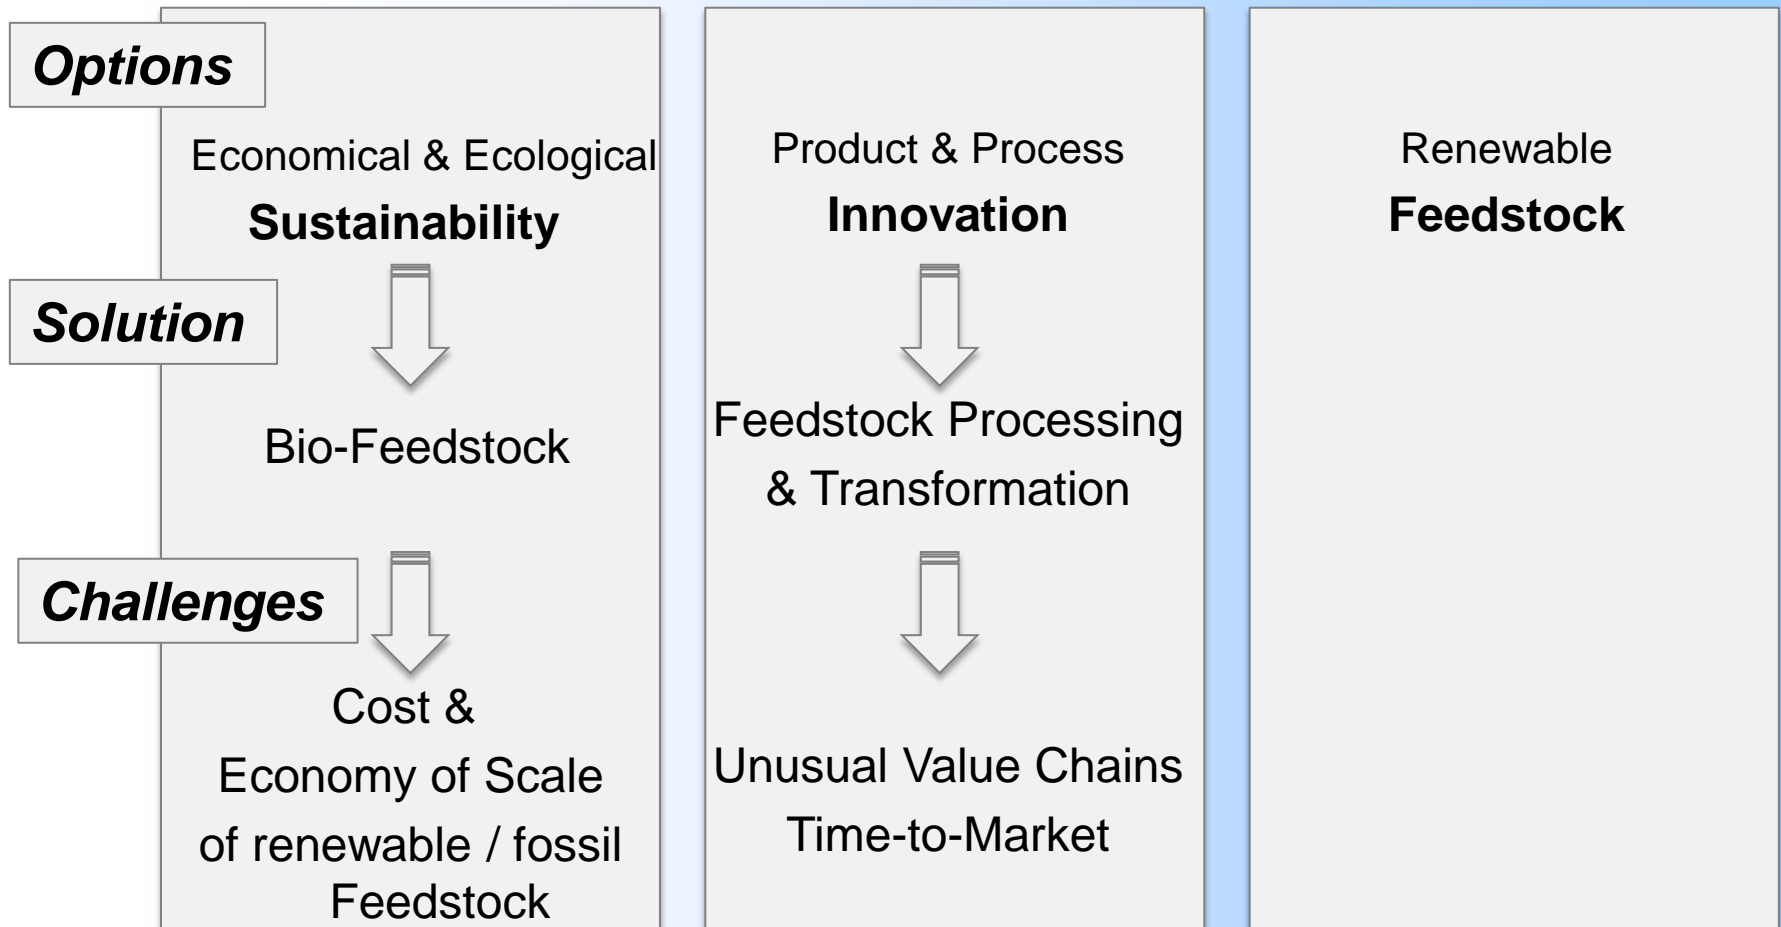 Options
Economical & Ecological
Sustainability
Product & Process
Innovation
Renewable
Feedstock
Solution
Bio-Feedstock
Feedstock Processing
& Transformation
Challenges
Cost &
Economy of Scale
of renewable / fossil
Feedstock
Unusual Value Chains
Time-to-Market